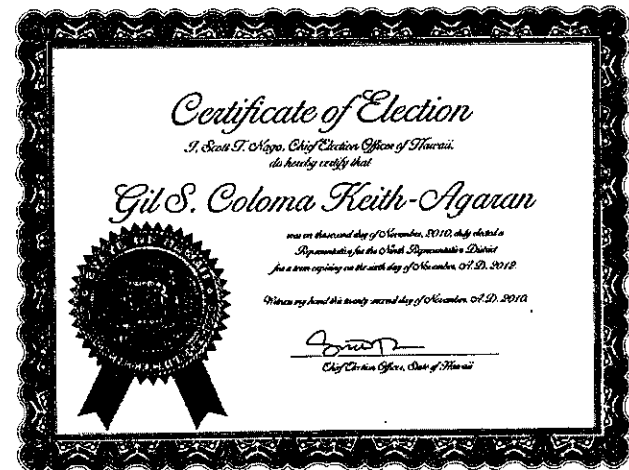 Certificate of Election
I, Scott T. Nago, Chief Election Officer of Hawaii,
do hereby certify that
Gil S. Coloma Keith-Agaran
was on the second day of November, 2010, duly elected a
Representative for the Ninth Representative District
for a term expiring on the sixth day of November, A.D. 2012.
Witness my hand this twenty second day of November, A.D. 2010.
Chief Election Officer, State of Hawaii